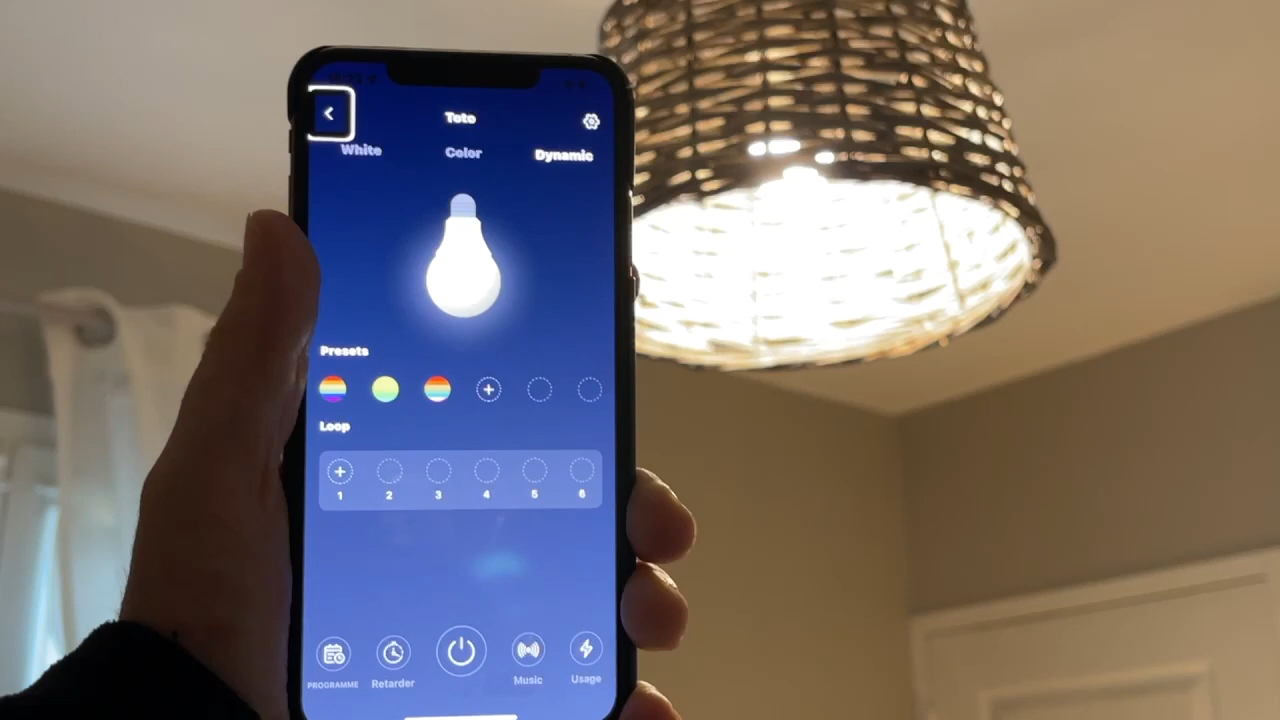 Toto
White Color Dynamic
Presets
Loop
1 2 3 4 5 6
PROGRAMME Retarder Music Usage